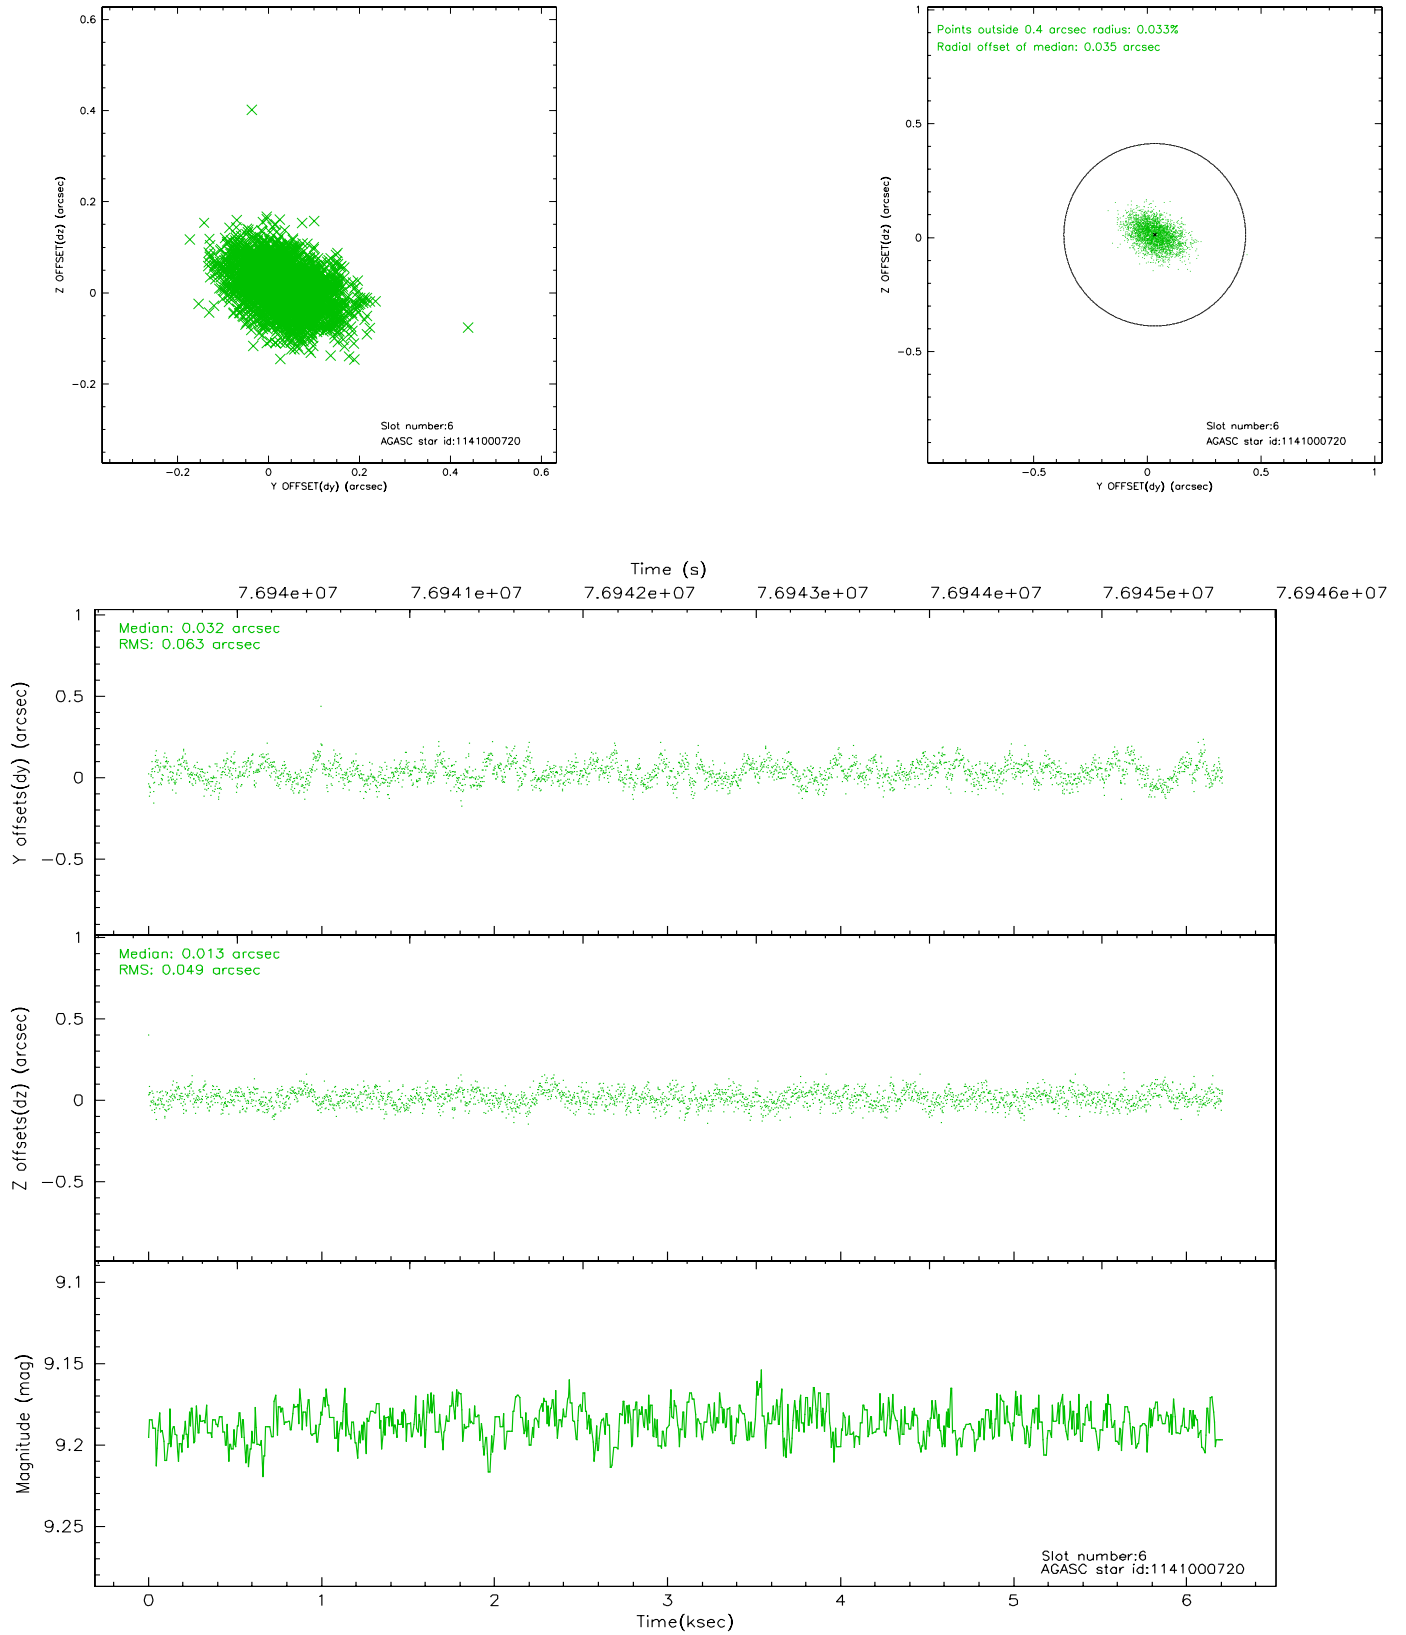 0.6
0.4
0.2
0
−0.2
Z OFFSET(dz) (arcsec)
Slot number:6
AGASC star id:1141000720
−0.2 0 0.2 0.4 0.6
Y OFFSET(dy) (arcsec)
Points outside 0.4 arcsec radius: 0.033%
Radial offset of median: 0.035 arcsec
1
0.5
0
−0.5
Z OFFSET(dz) (arcsec)
Slot number:6
AGASC star id:1141000720
−0.5 0 0.5 1
Y OFFSET(dy) (arcsec)
Time (s)
7.694e+07 7.6941e+07 7.6942e+07 7.6943e+07 7.6944e+07 7.6945e+07 7.6946e+07
Median: 0.032 arcsec
RMS: 0.063 arcsec
1
0.5
0
−0.5
Y offsets(dy) (arcsec)
Median: 0.013 arcsec
RMS: 0.049 arcsec
1
0.5
0
−0.5
Z offsets(dz) (arcsec)
9.1
9.15
9.2
9.25
Magnitude (mag)
Slot number:6
AGASC star id:1141000720
0 1 2 3 4 5 6
Time(ksec)